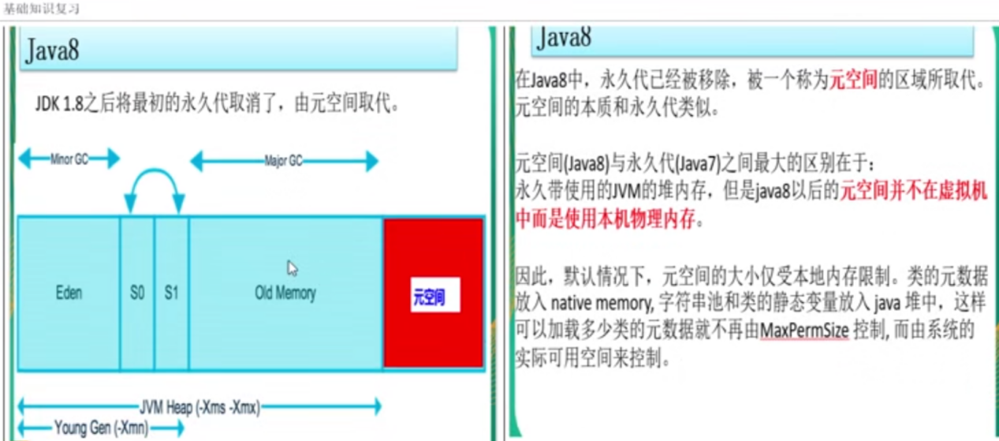 基础知识复习
Java8
JDK 1.8之后将最初的永久代取消了，由元空间取代。
Minor GC
Major GC
Eden
S0
S1
Old Memory
元空间
JVM Heap (-Xms -Xmx)
Young Gen (-Xmn)
Java8
在Java8中，永久代已经被移除，被一个称为元空间的区域所取代。
元空间的本质和永久代类似。
元空间(Java8)与永久代(Java7)之间最大的区别在于：
永久带使用的JVM的堆内存，但是java8以后的元空间并不在虚拟机
中而是使用本机物理内存。
因此，默认情况下，元空间的大小仅受本地内存限制。类的元数据
放入 native memory, 字符串池和类的静态变量放入 java 堆中，这样
可以加载多少类的元数据就不再由MaxPermSize 控制, 而由系统的
实际可用空间来控制。